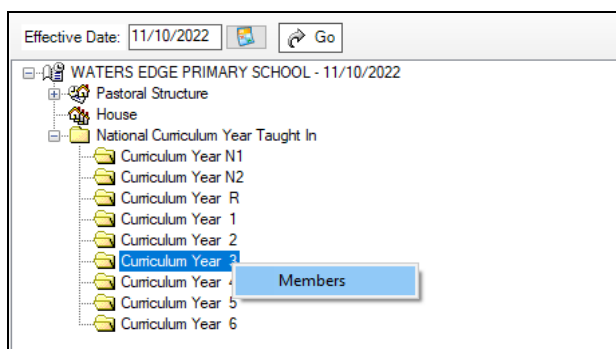 Effective Date: 11/10/2022 Go
WATERS EDGE PRIMARY SCHOOL - 11/10/2022
Pastoral Structure
House
National Curriculum Year Taught In
Curriculum Year N1
Curriculum Year N2
Curriculum Year R
Curriculum Year 1
Curriculum Year 2
Curriculum Year 3
Members
Curriculum Year 4
Curriculum Year 5
Curriculum Year 6